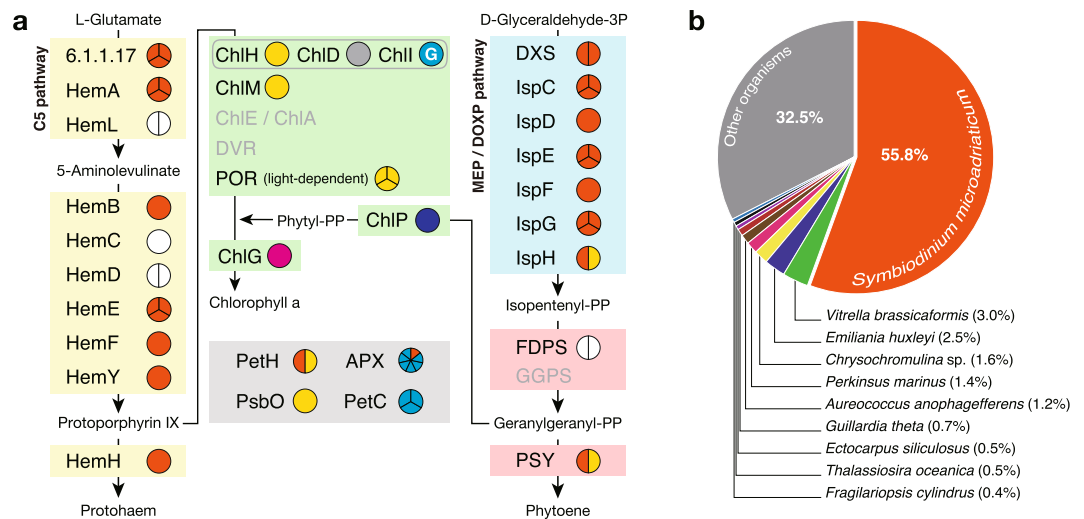 a
L-Glutamate
C5 pathway
6.1.1.17
HemA
HemL
5-Aminolevulinate
HemB
HemC
HemD
HemE
HemF
HemY
Protoporphyrin IX
HemH
Protohaem
ChlH ChlD ChlI G
ChlM
ChlE / ChlA
DVR
POR (light-dependent)
Phytyl-PP ChlP
ChlG
Chlorophyll a
PetH APX
PsbO PetC
D-Glyceraldehyde-3P
MEP / DOXP pathway
DXS
IspC
IspD
IspE
IspF
IspG
IspH
Isopentenyl-PP
FDPS
GGPS
Geranylgeranyl-PP
PSY
Phytoene
b
Other organisms
32.5%
55.8%
Symbiodinium microadriaticum
Vitrella brassicaformis (3.0%)
Emiliania huxleyi (2.5%)
Chrysochromulina sp. (1.6%)
Perkinsus marinus (1.4%)
Aureococcus anophagefferens (1.2%)
Guillardia theta (0.7%)
Ectocarpus siliculosus (0.5%)
Thalassiosira oceanica (0.5%)
Fragilariopsis cylindrus (0.4%)